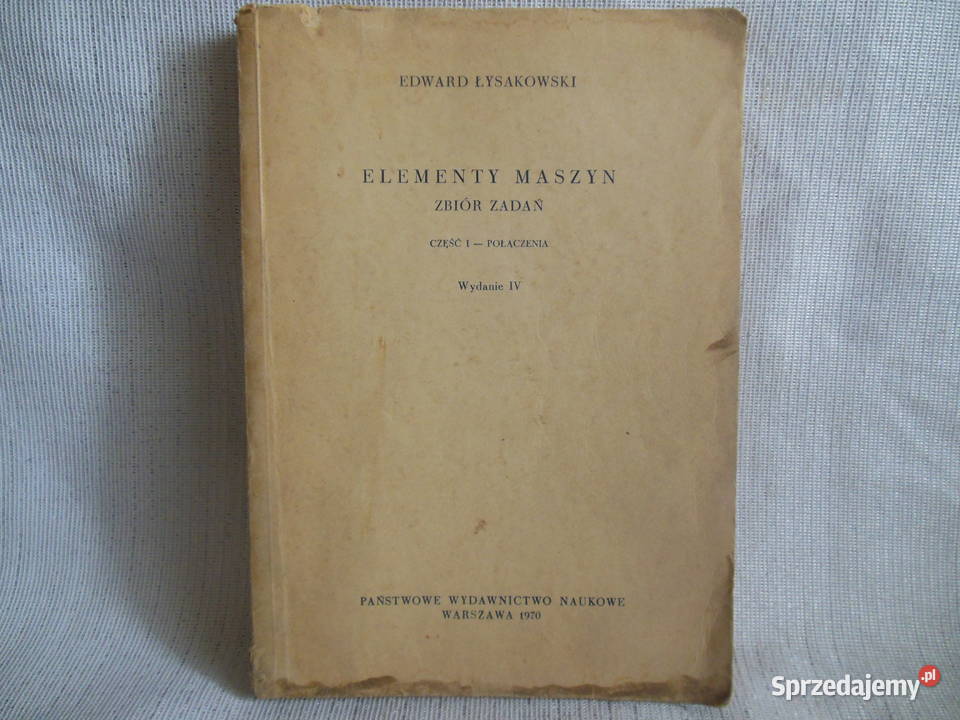 EDWARD ŁYSAKOWSKI
ELEMENTY MASZYN
ZBIÓR ZADAŃ
CZĘŚĆ I — POŁĄCZENIA
Wydanie IV
PAŃSTWOWE WYDAWNICTWO NAUKOWE
WARSZAWA 1970
Sprzedajemy.pl